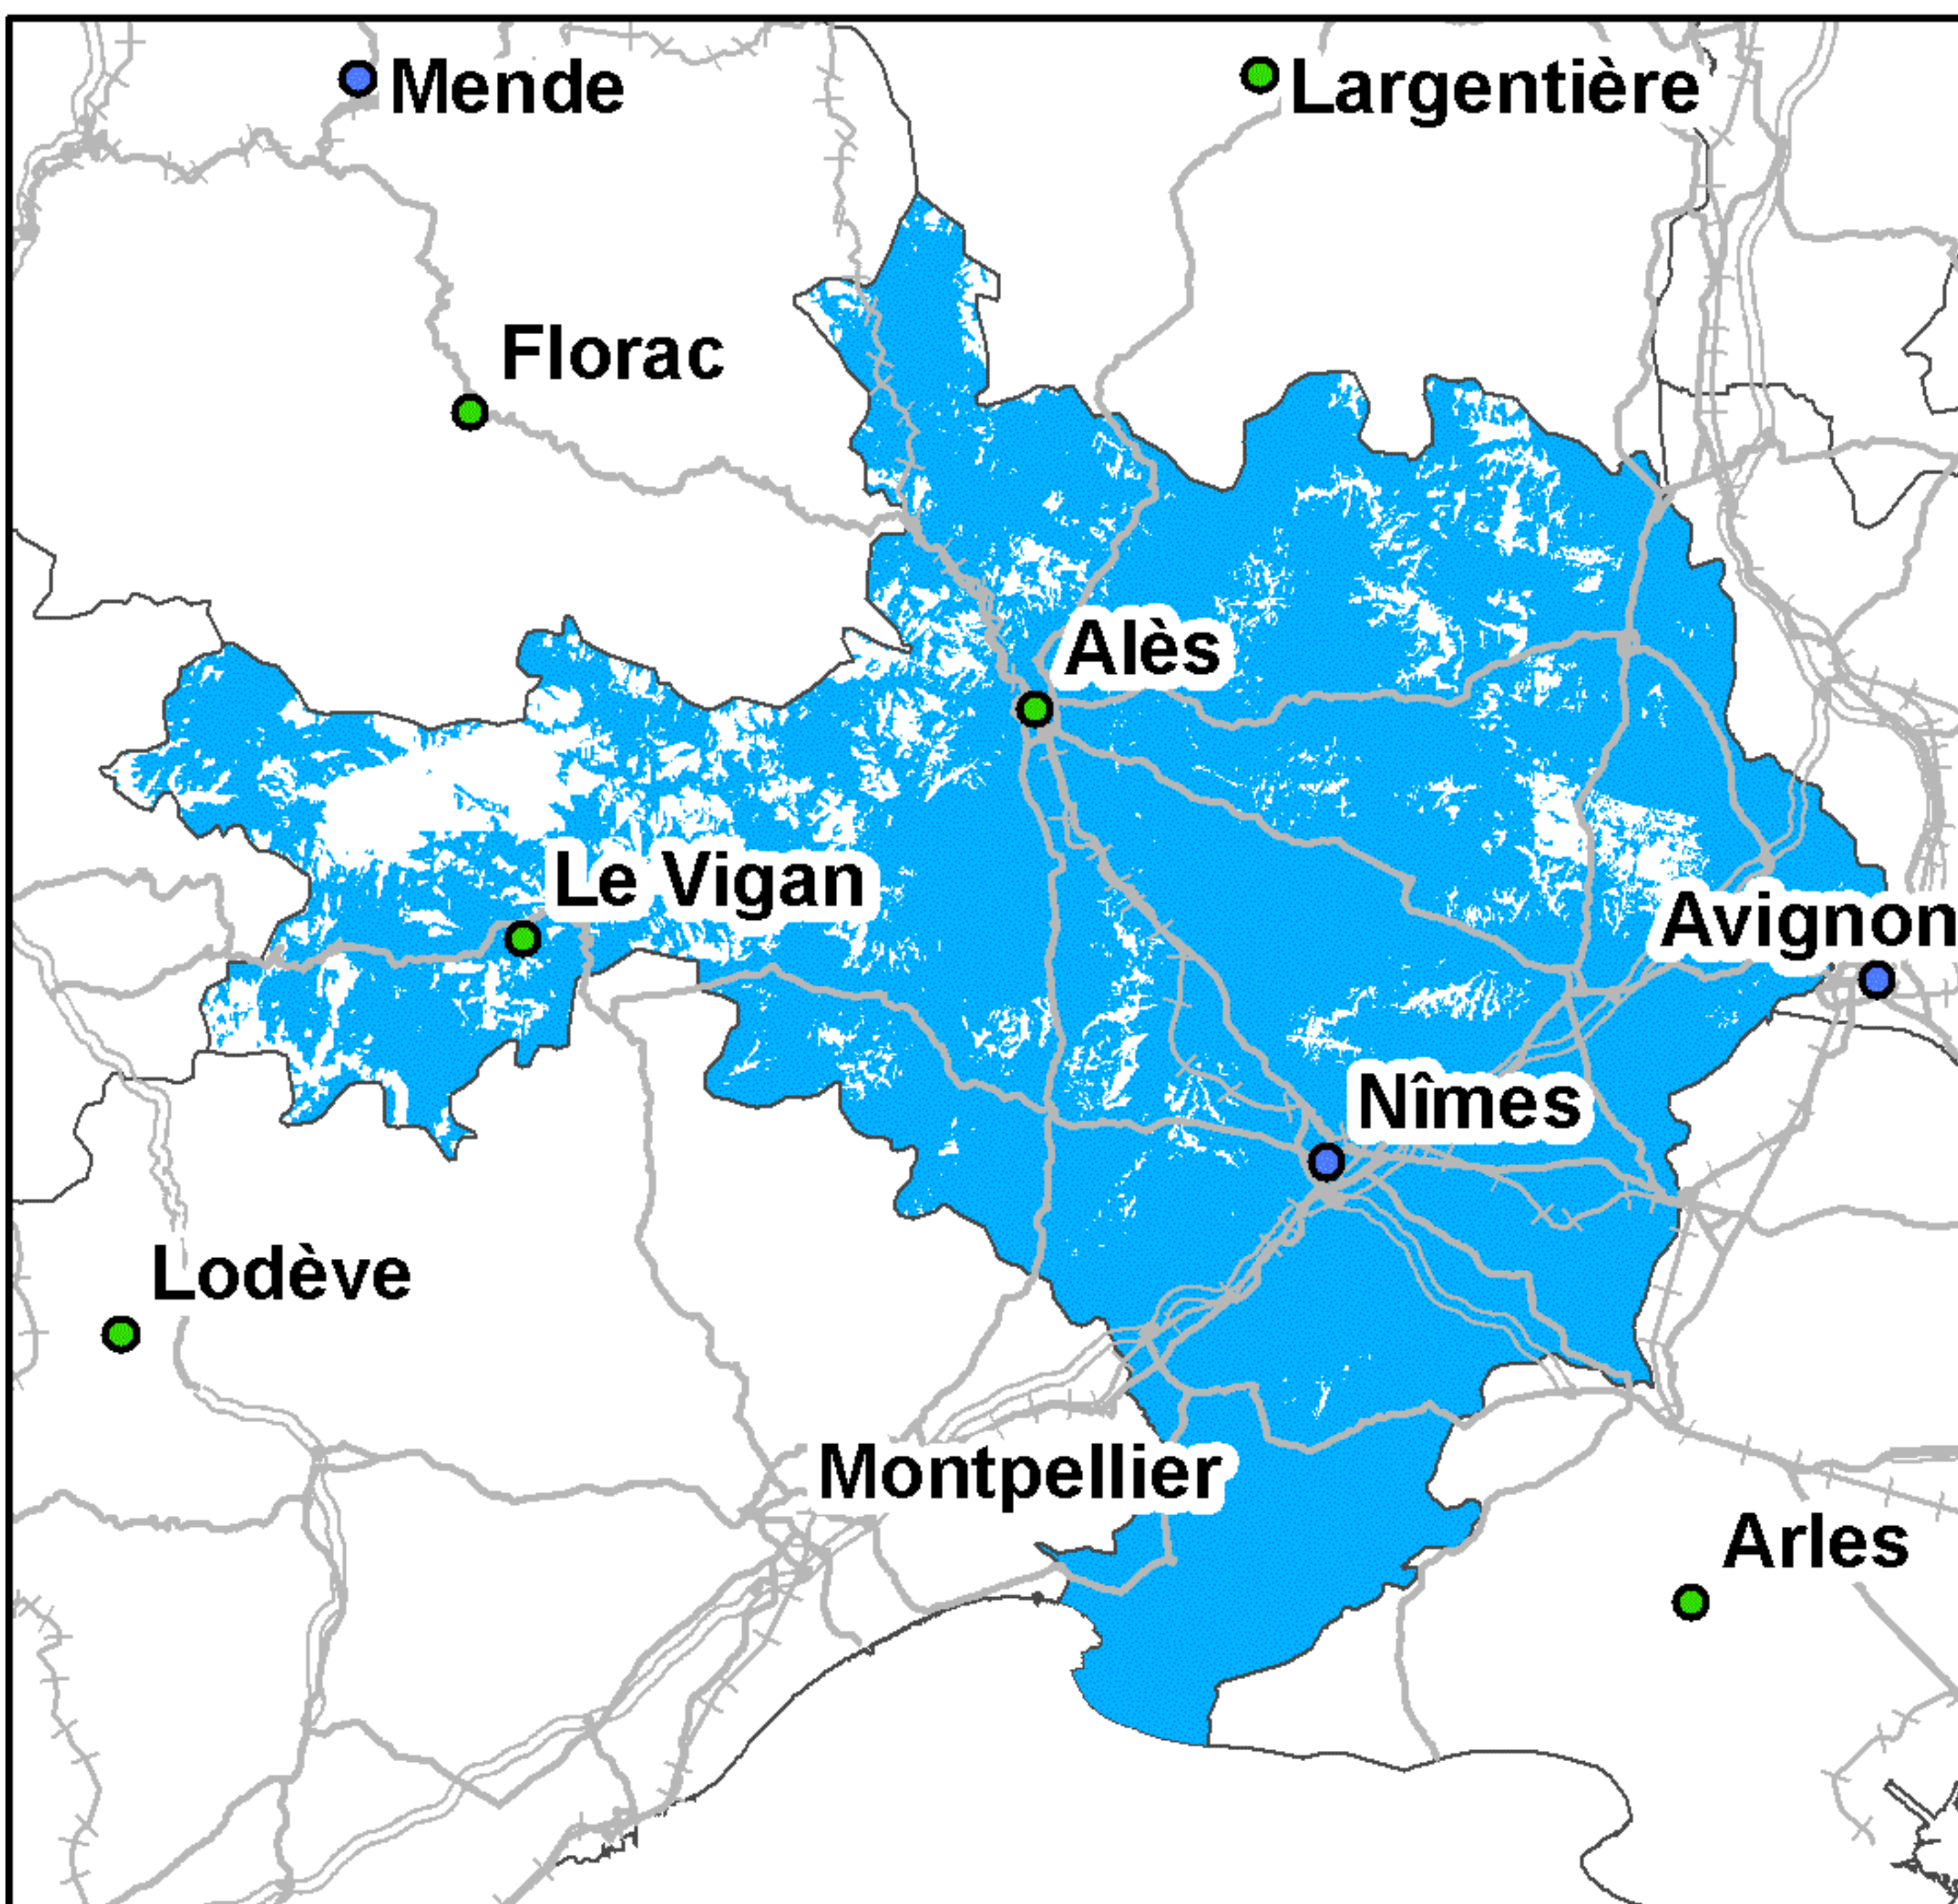 Mende
Largentière
Florac
Alès
Le Vigan
Avignon
Nîmes
Lodève
Montpellier
Arles